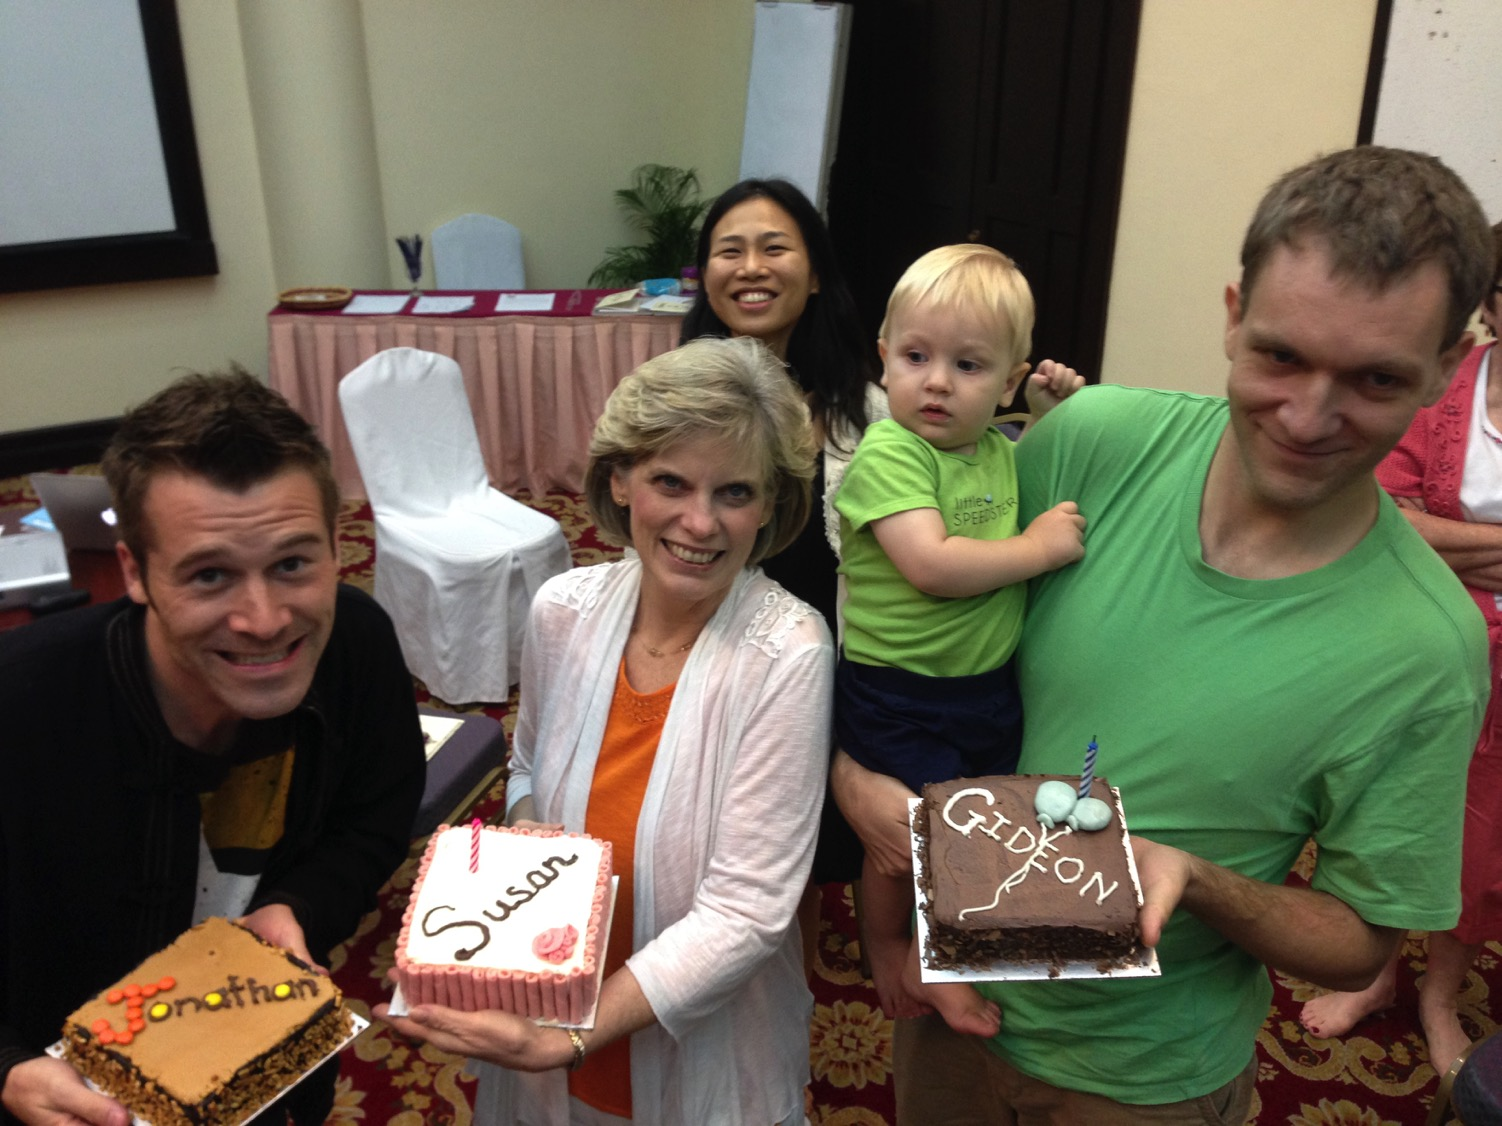 little
SPEEDSTER
Susan
GIDEON
Jonathan